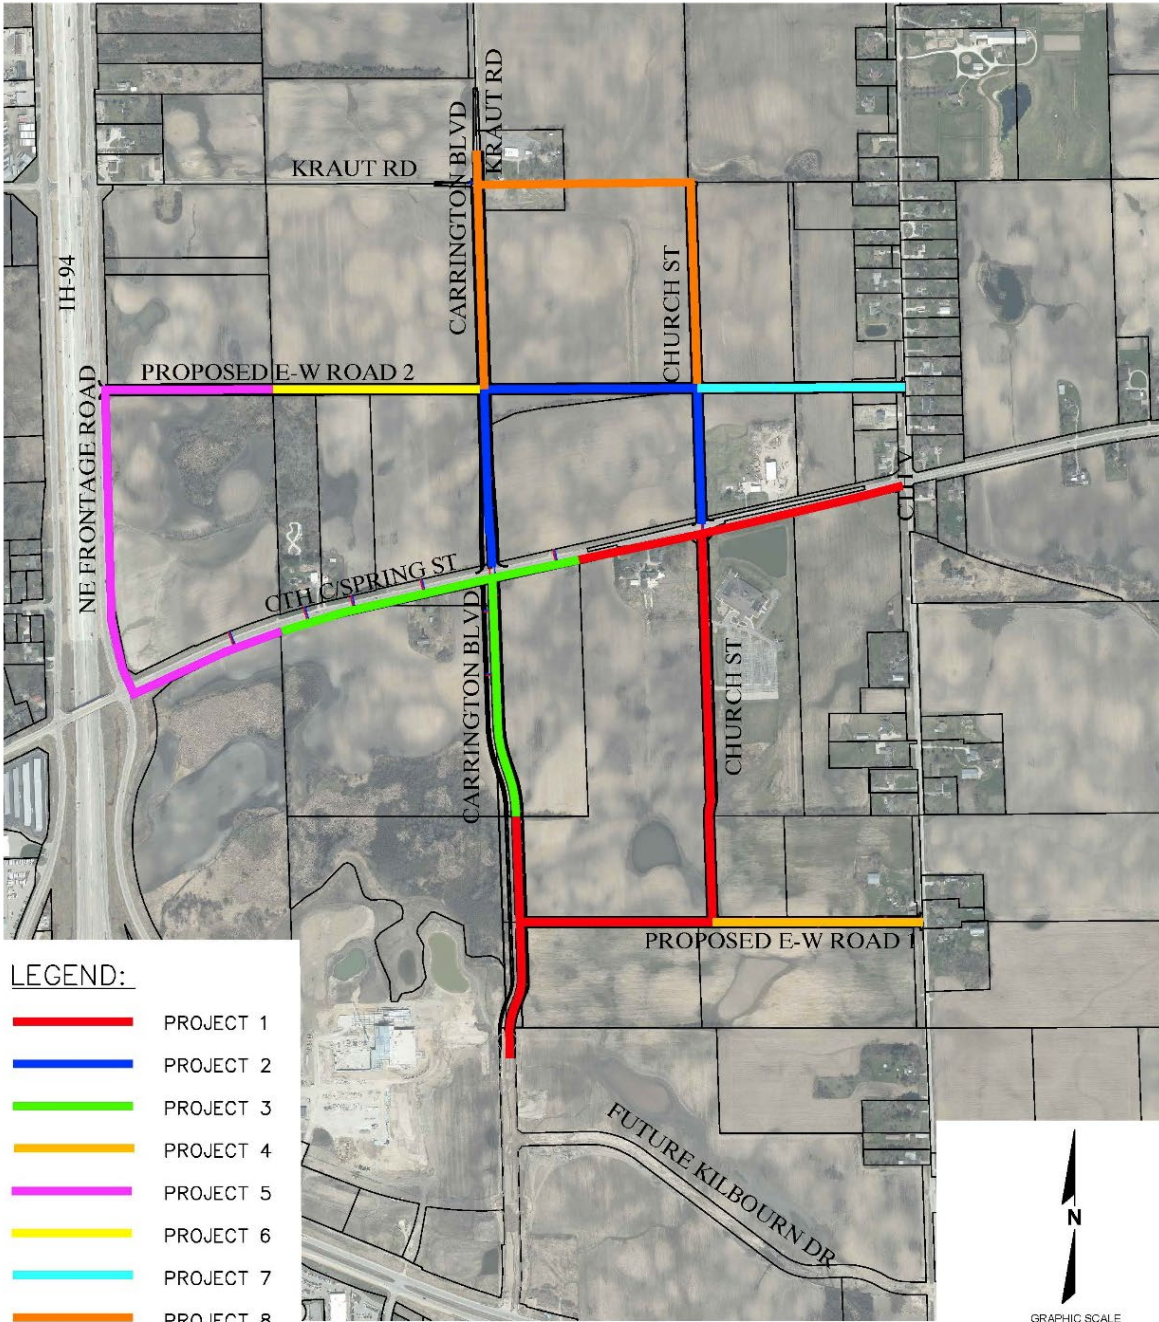 KRAUT RD
CARRINGTON BLVD
KRAUT RD
IH-94
CHURCH ST
PROPOSED E-W ROAD 2
NE FRONTAGE ROAD
CTH V
CTH C/SPRING ST
CARRINGTON BLVD
CHURCH ST
PROPOSED E-W ROAD 1
FUTURE KILBOURN DR
LEGEND:
PROJECT 1
PROJECT 2
PROJECT 3
PROJECT 4
PROJECT 5
PROJECT 6
PROJECT 7
PROJECT 8
N
GRAPHIC SCALE